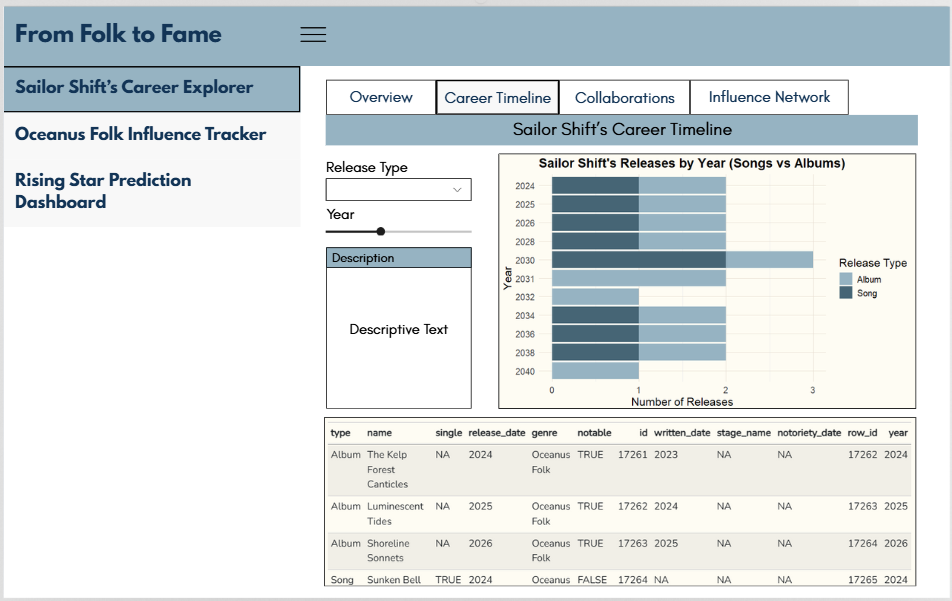 From Folk to Fame
Sailor Shift's Career Explorer
Oceanus Folk Influence Tracker
Rising Star Prediction
Dashboard
Overview
Career Timeline
Collaborations
Influence Network
Sailor Shift's Career Timeline
Release Type
Year
Description
Descriptive Text
Sailor Shift's Releases by Year (Songs vs Albums)
Year
2024
2025
2026
2028
2030
2031
2032
2034
2036
2038
2040
0 1 2 3
Number of Releases
Release Type
Album
Song
type name single release_date genre notable id written_date stage_name notoriety_date row_id year
Album The Kelp NA 2024 Oceanus TRUE 17261 2023 NA NA 17262 2024
Forest Folk
Canticles
Album Luminescent NA 2025 Oceanus TRUE 17262 2024 NA NA 17263 2025
Tides Folk
Album Shoreline NA 2026 Oceanus TRUE 17263 2025 NA NA 17264 2026
Sonnets Folk
Song Sunken Bell TRUE 2024 Oceanus FALSE 17264 NA NA NA 17265 2024